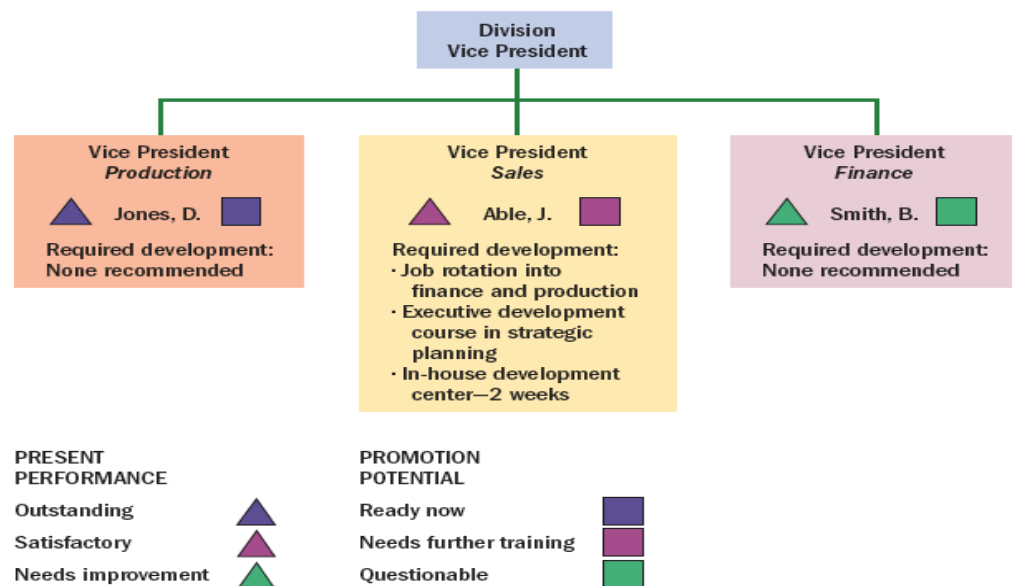 Division
Vice President
Vice President
Production
Jones, D.
Required development:
None recommended
Vice President
Sales
Able, J.
Required development:
· Job rotation into
finance and production
· Executive development
course in strategic
planning
· In-house development
center—2 weeks
Vice President
Finance
Smith, B.
Required development:
None recommended
PRESENT
PERFORMANCE
Outstanding
Satisfactory
Needs improvement
PROMOTION
POTENTIAL
Ready now
Needs further training
Questionable